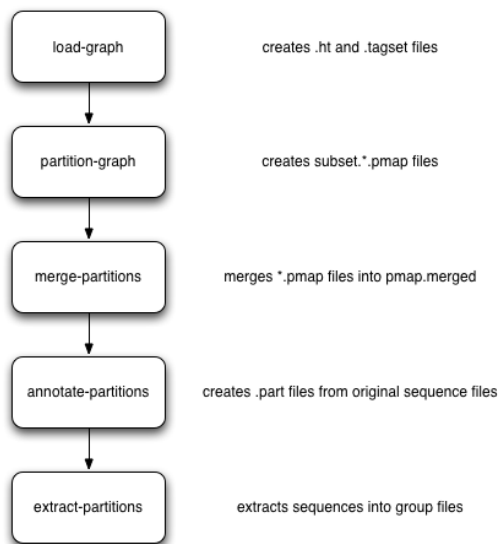 load-graph
creates .ht and .tagset files
partition-graph
creates subset.*.pmap files
merge-partitions
merges *.pmap files into pmap.merged
annotate-partitions
creates .part files from original sequence files
extract-partitions
extracts sequences into group files